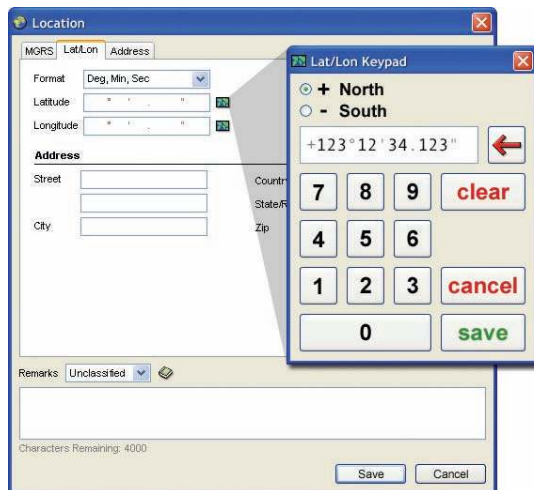 Location
MGRS Lat/Lon Address
Format Deg, Min, Sec
Latitude ° ' . "
Longitude ° ' . "
Address
Street
City
Country
State/R
Zip
Remarks Unclassified
Characters Remaining: 4000
Save Cancel
Lat/Lon Keypad
+ North
- South
+123°12'34.123"
7 8 9 clear
4 5 6
1 2 3 cancel
0 save